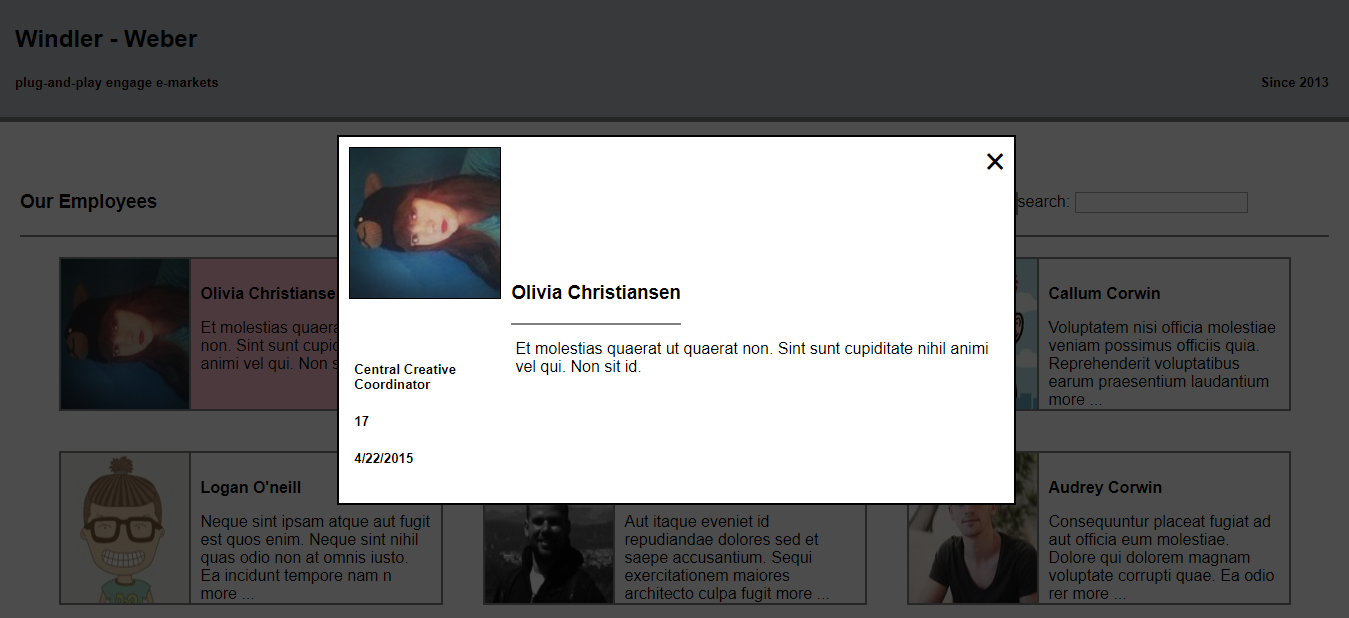 Windler - Weber
plug-and-play engage e-markets
Since 2013
Our Employees
search:
Olivia Christianse
Et molestias quaera
non. Sint sunt cupid
animi vel qui. Non s
Olivia Christiansen
Et molestias quaerat ut quaerat non. Sint sunt cupiditate nihil animi
vel qui. Non sit id.
Central Creative
Coordinator
17
4/22/2015
Callum Corwin
Voluptatem nisi officia molestiae
veniam possimus officiis quia.
Reprehenderit voluptatibus
earum praesentium laudantium
more ...
Logan O'neill
Neque sint ipsam atque aut fugit
est quos enim. Neque sint nihil
quas odio non at omnis iusto.
Ea incidunt tempore nam n
more ...
Aut itaque eveniet id
repudiandae dolores sed et
saepe accusantium. Sequi
exercitationem maiores
architecto culpa fugit more ...
Audrey Corwin
Consequuntur placeat fugiat ad
aut officia eum molestiae.
Dolore qui dolorem magnam
voluptate corrupti quae. Ea odio
rer more ...